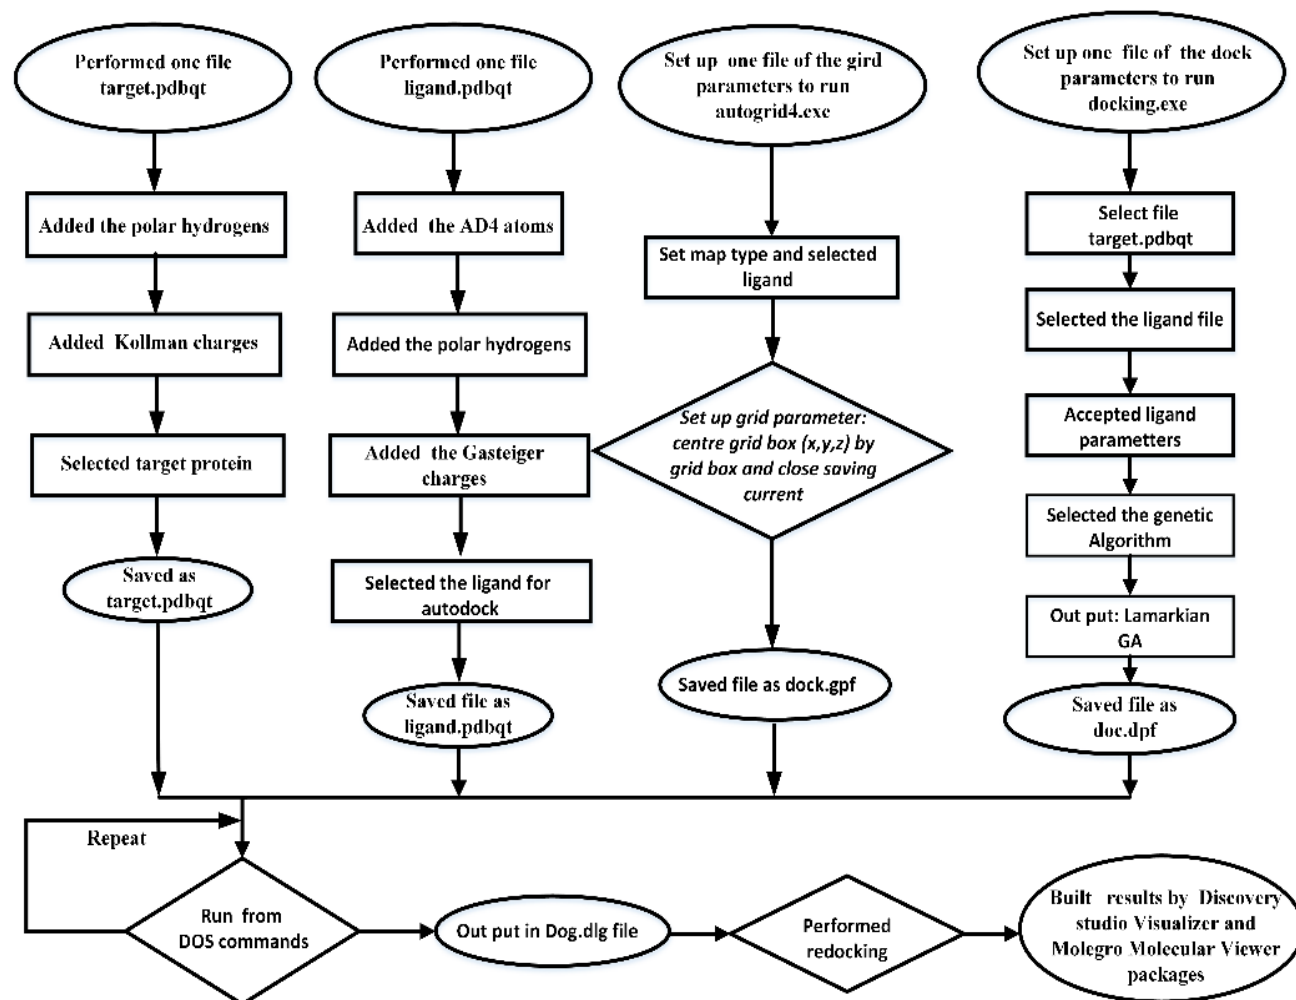 Performed one file
target.pdbqt
Added the polar hydrogens
Added Kollman charges
Selected target protein
Saved as
target.pdbqt
Performed one file
ligand.pdbqt
Added the AD4 atoms
Added the polar hydrogens
Added the Gasteiger
charges
Selected the ligand for
autodock
Saved file as
ligand.pdbqt
Set up one file of the gird
parameters to run
autogrid4.exe
Set map type and selected
ligand
Set up grid parameter:
centre grid box (x,y,z) by
grid box and close saving
current
Saved file as dock.gpf
Set up one file of the dock
parameters to run
docking.exe
Select file
target.pdbqt
Selected the ligand file
Accepted ligand
parametters
Selected the genetic
Algorithm
Out put: Lamarkian
GA
Saved file as
doc.dpf
Repeat
Run from
DOS commands
Out put in Dog.dlg file
Performed
redocking
Built results by Discovery
studio Visualizer and
Molegro Molecular Viewer
packages